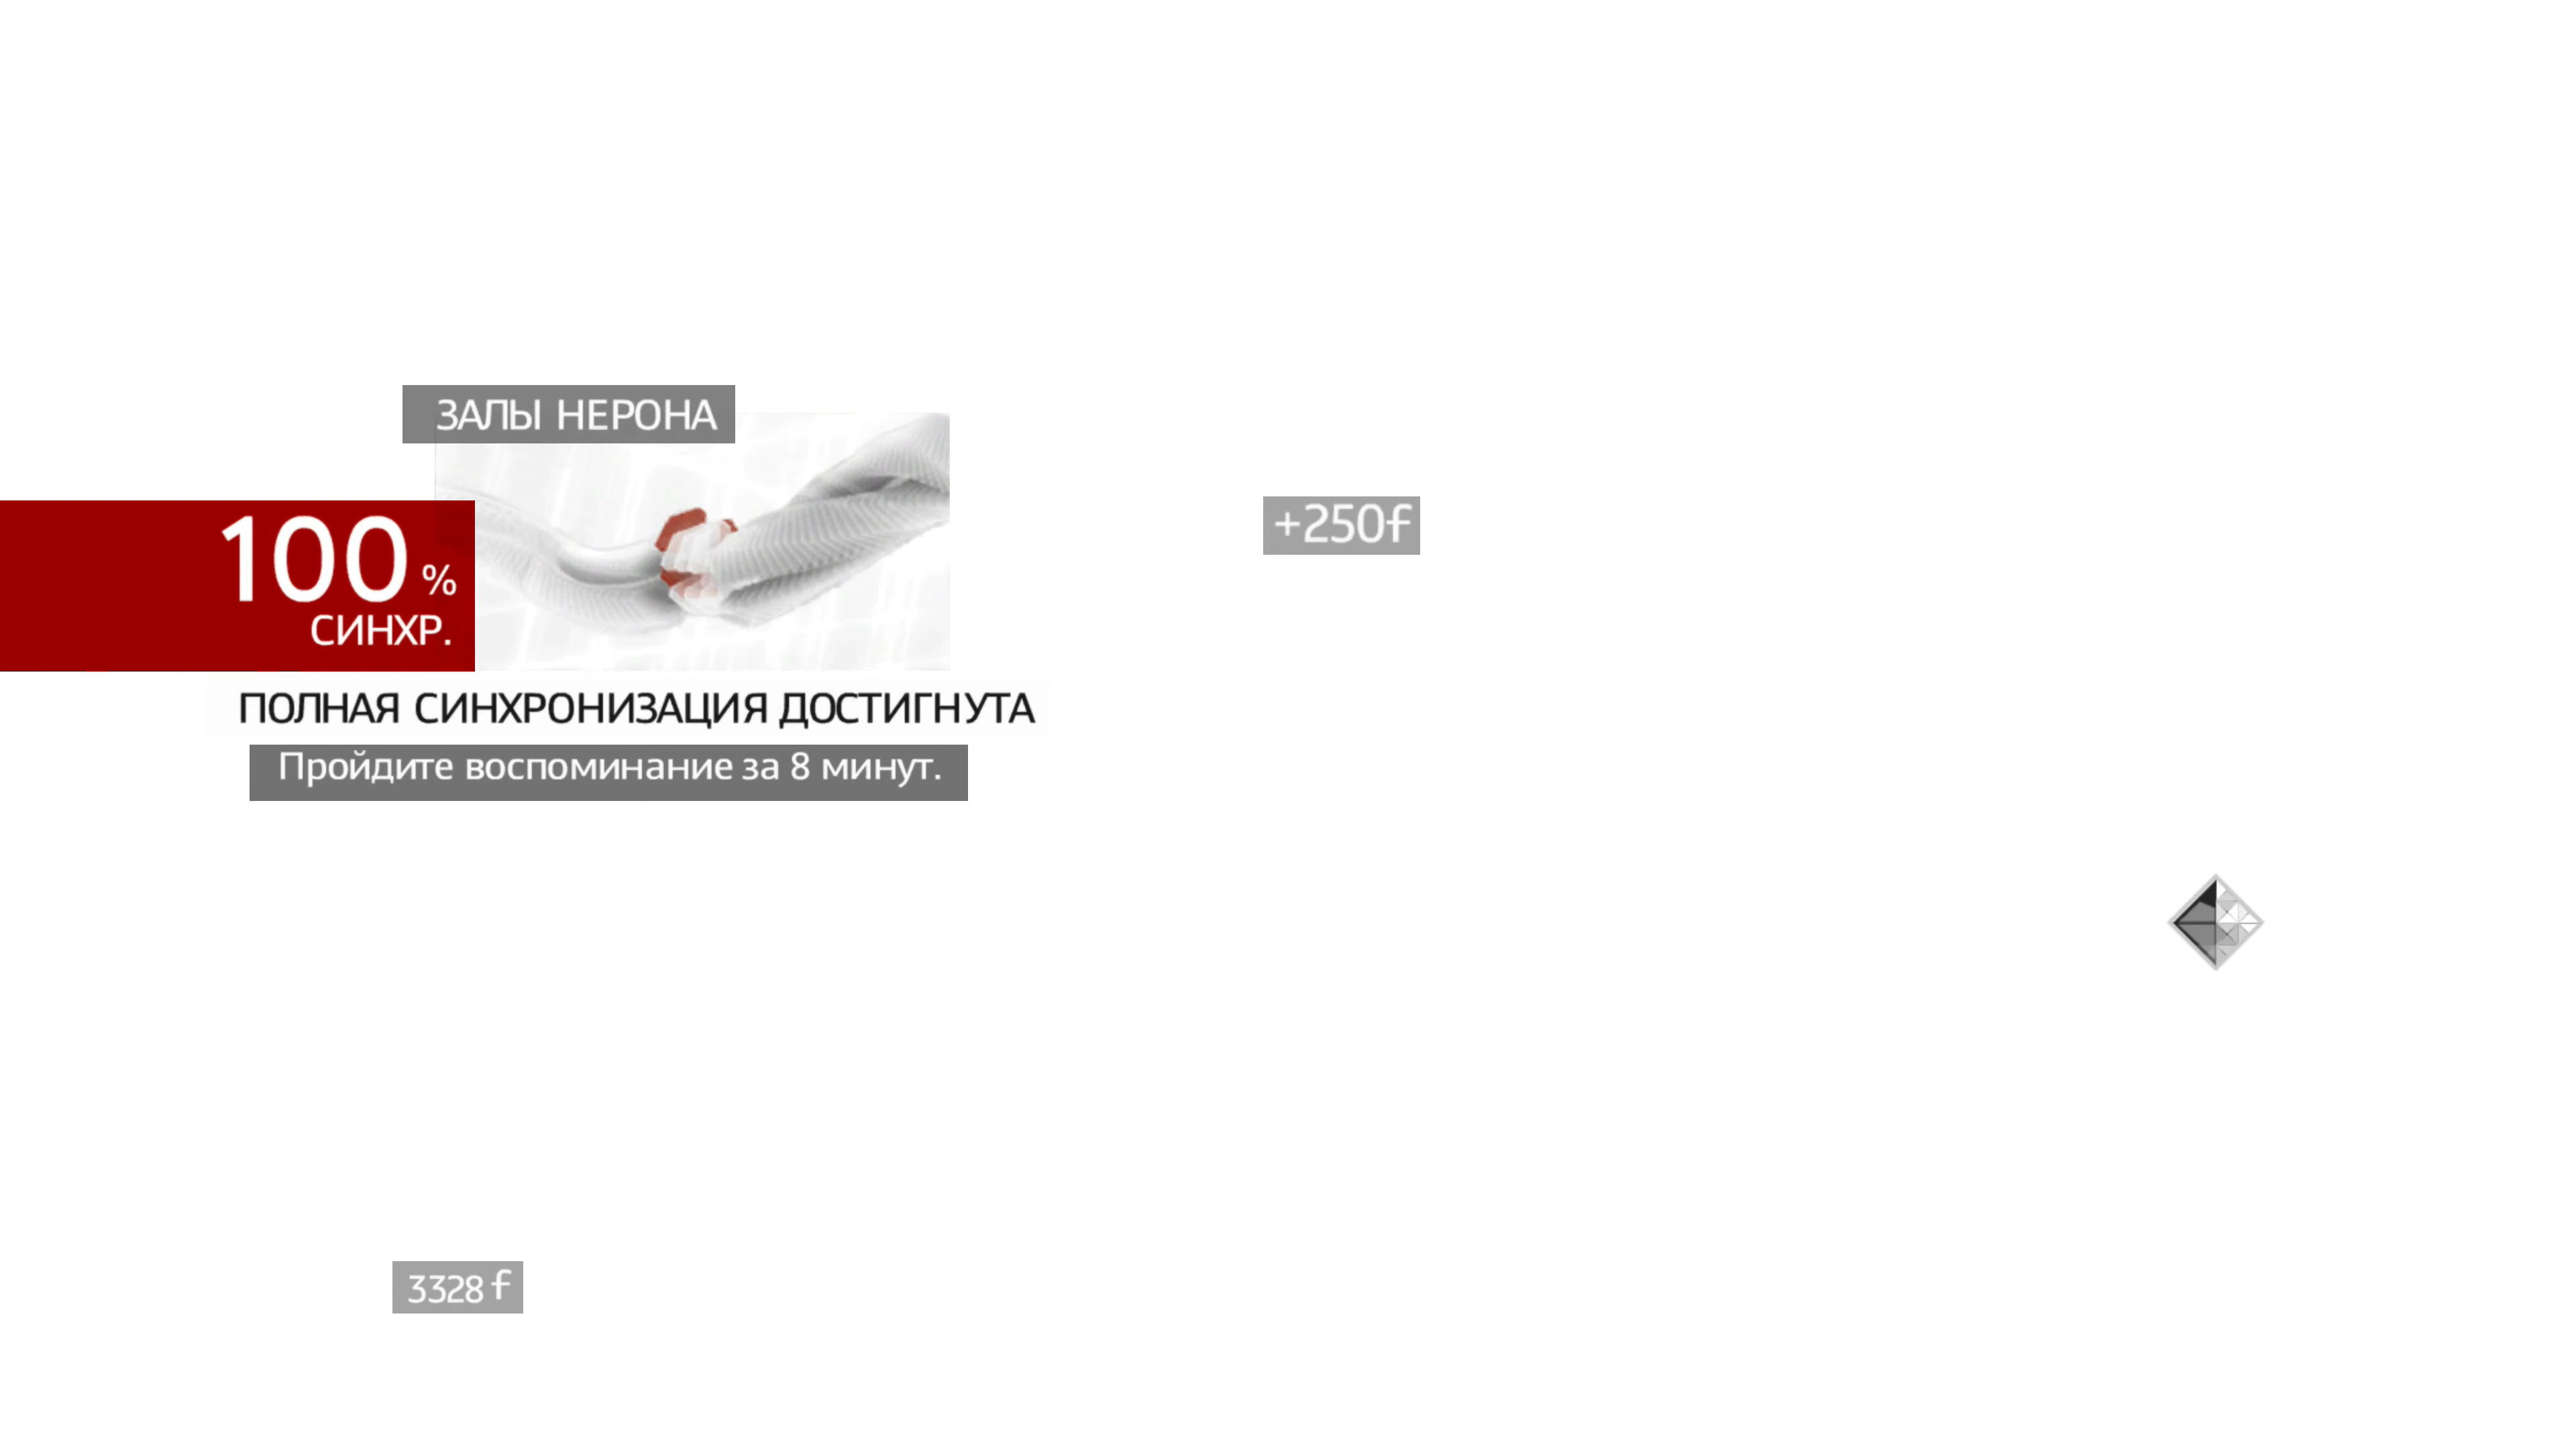 ЗАЛЫ НЕРОНА
100 %
СИНХР.
ПОЛНАЯ СИНХРОНИЗАЦИЯ ДОСТИГНУТА
Пройдите воспоминание за 8 минут.
+250f
3328 f